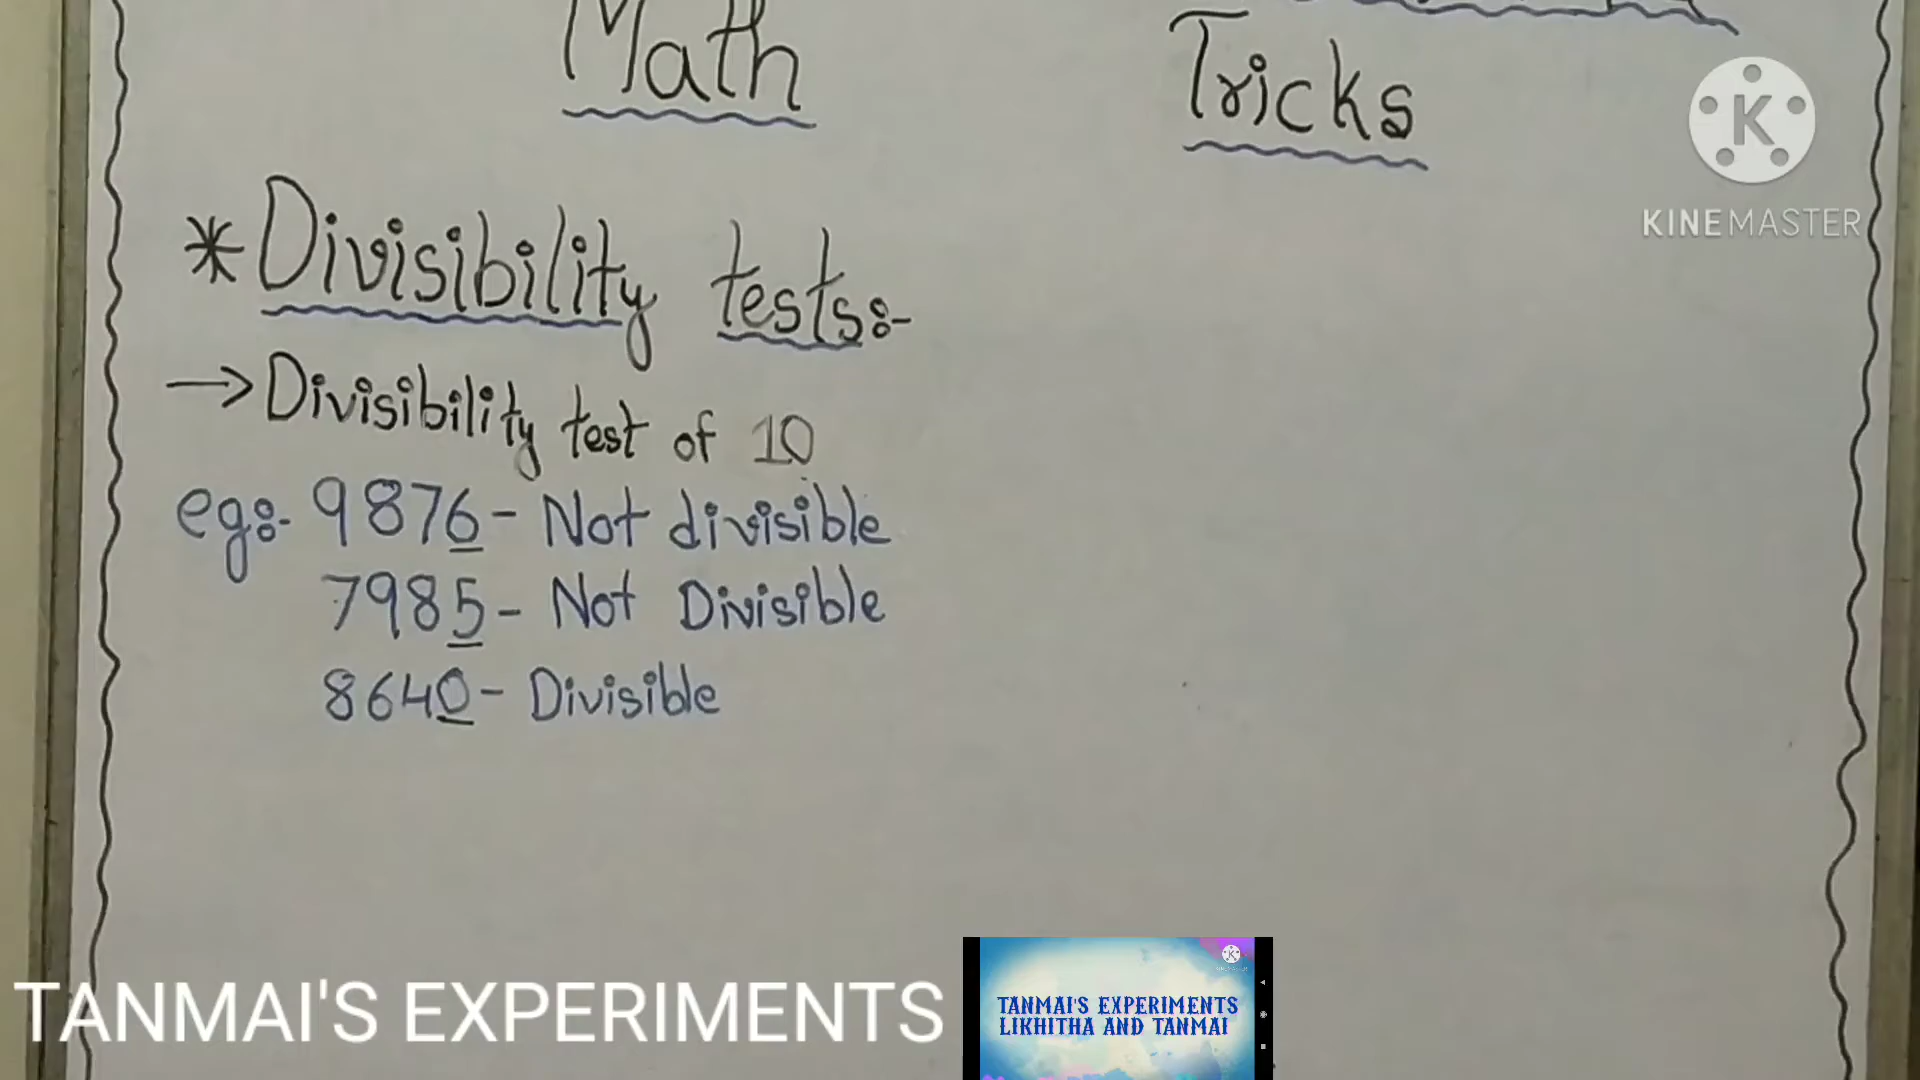 Math Tricks
K
KINEMASTER
*Divisibility tests:-
→ Divisibility test of 10
eg:- 9876 - Not divisible
7985 - Not Divisible
8640 - Divisible
TANMAI'S EXPERIMENTS
TANMAI'S EXPERIMENTS
LIKHITHA AND TANMAI